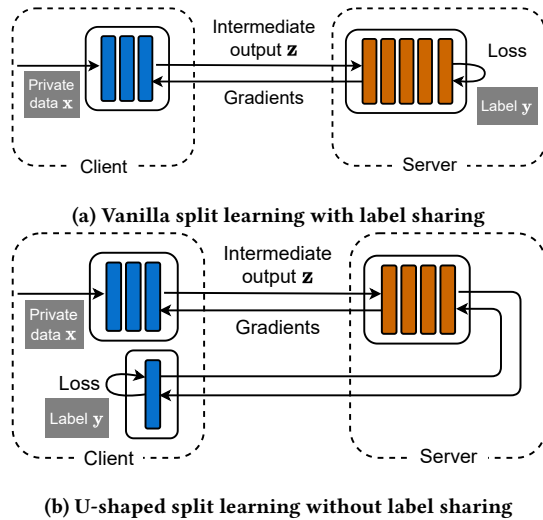 Intermediate
output z
Loss
Private
data x
Gradients
Label y
Client
Server
(a) Vanilla split learning with label sharing
Intermediate
output z
Private
data x
Gradients
Loss
Label y
Client
Server
(b) U-shaped split learning without label sharing